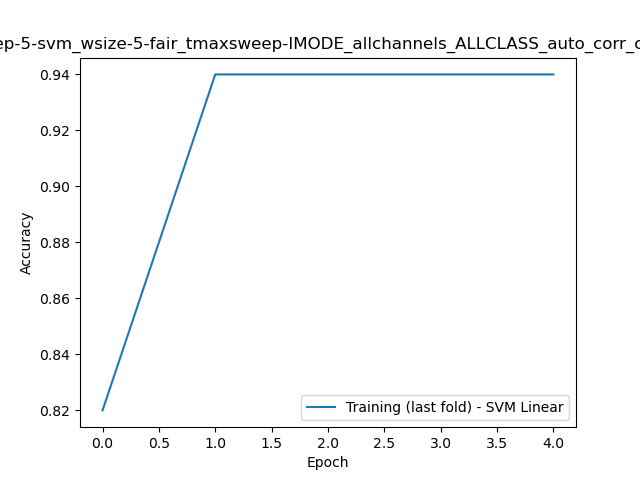 ep-5-svm_wsize-5-fair_tmaxsweep-IMODE_allchannels_ALLCLASS_auto_corr_c
0.94
0.92
0.90
0.88
0.86
0.84
0.82
Accuracy
Training (last fold) - SVM Linear
0.0 0.5 1.0 1.5 2.0 2.5 3.0 3.5 4.0
Epoch